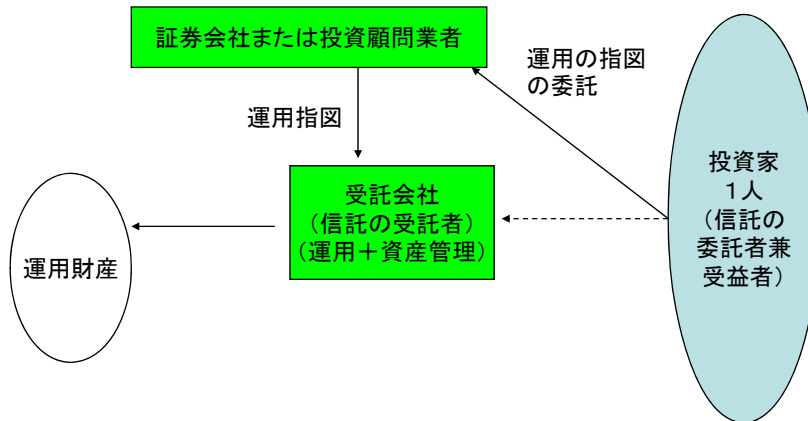 証券会社または投資顧問業者
運用の指図
の委託
運用指図
投資家
1人
(信託の
委託者兼
受益者)
受託会社
(信託の受託者)
(運用+資産管理)
運用財産